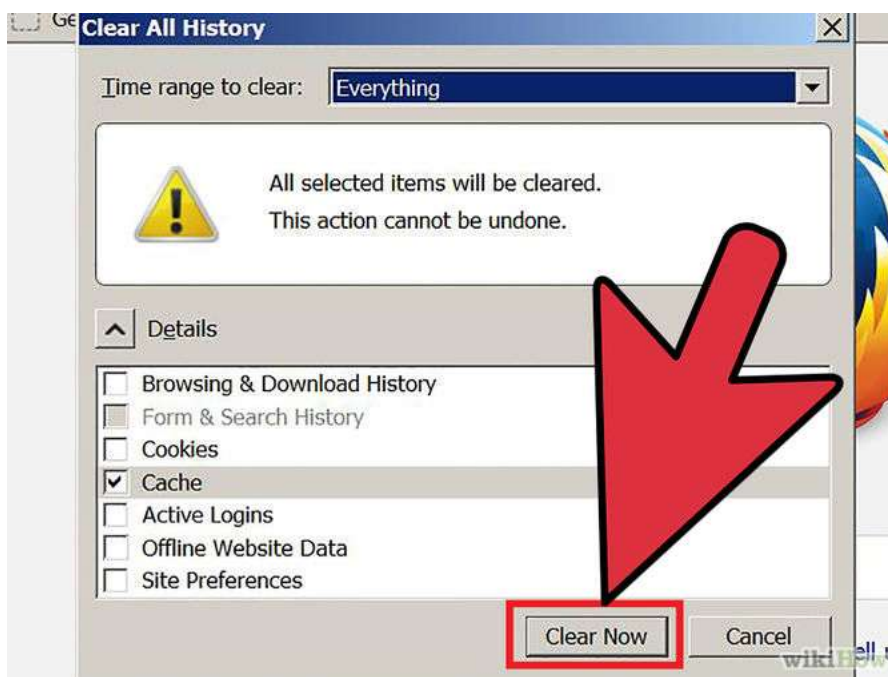 Ge
Clear All History
Time range to clear: Everything
All selected items will be cleared.
This action cannot be undone.
Details
Browsing & Download History
Form & Search History
Cookies
Cache
Active Logins
Offline Website Data
Site Preferences
Clear Now Cancel
ell
wikiHow